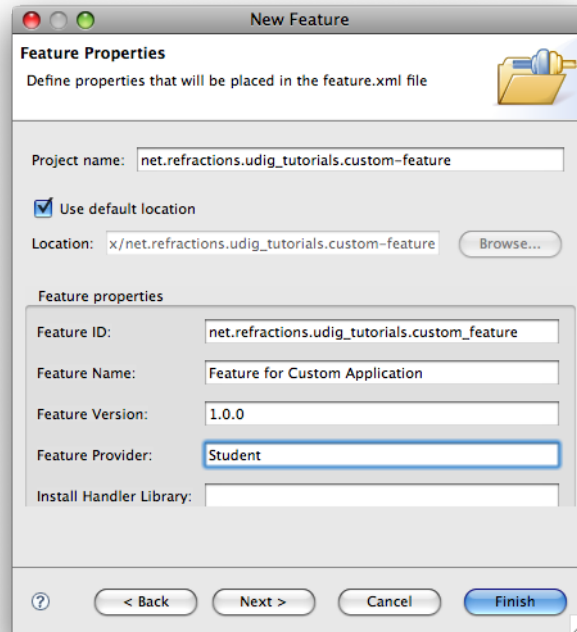 New Feature
Feature Properties
Define properties that will be placed in the feature.xml file
Project name: net.refractions.udig_tutorials.custom-feature
Use default location
Location: x/net.refractions.udig_tutorials.custom-feature Browse...
Feature properties
Feature ID: net.refractions.udig_tutorials.custom_feature
Feature Name: Feature for Custom Application
Feature Version: 1.0.0
Feature Provider: Student
Install Handler Library:
? < Back Next > Cancel Finish